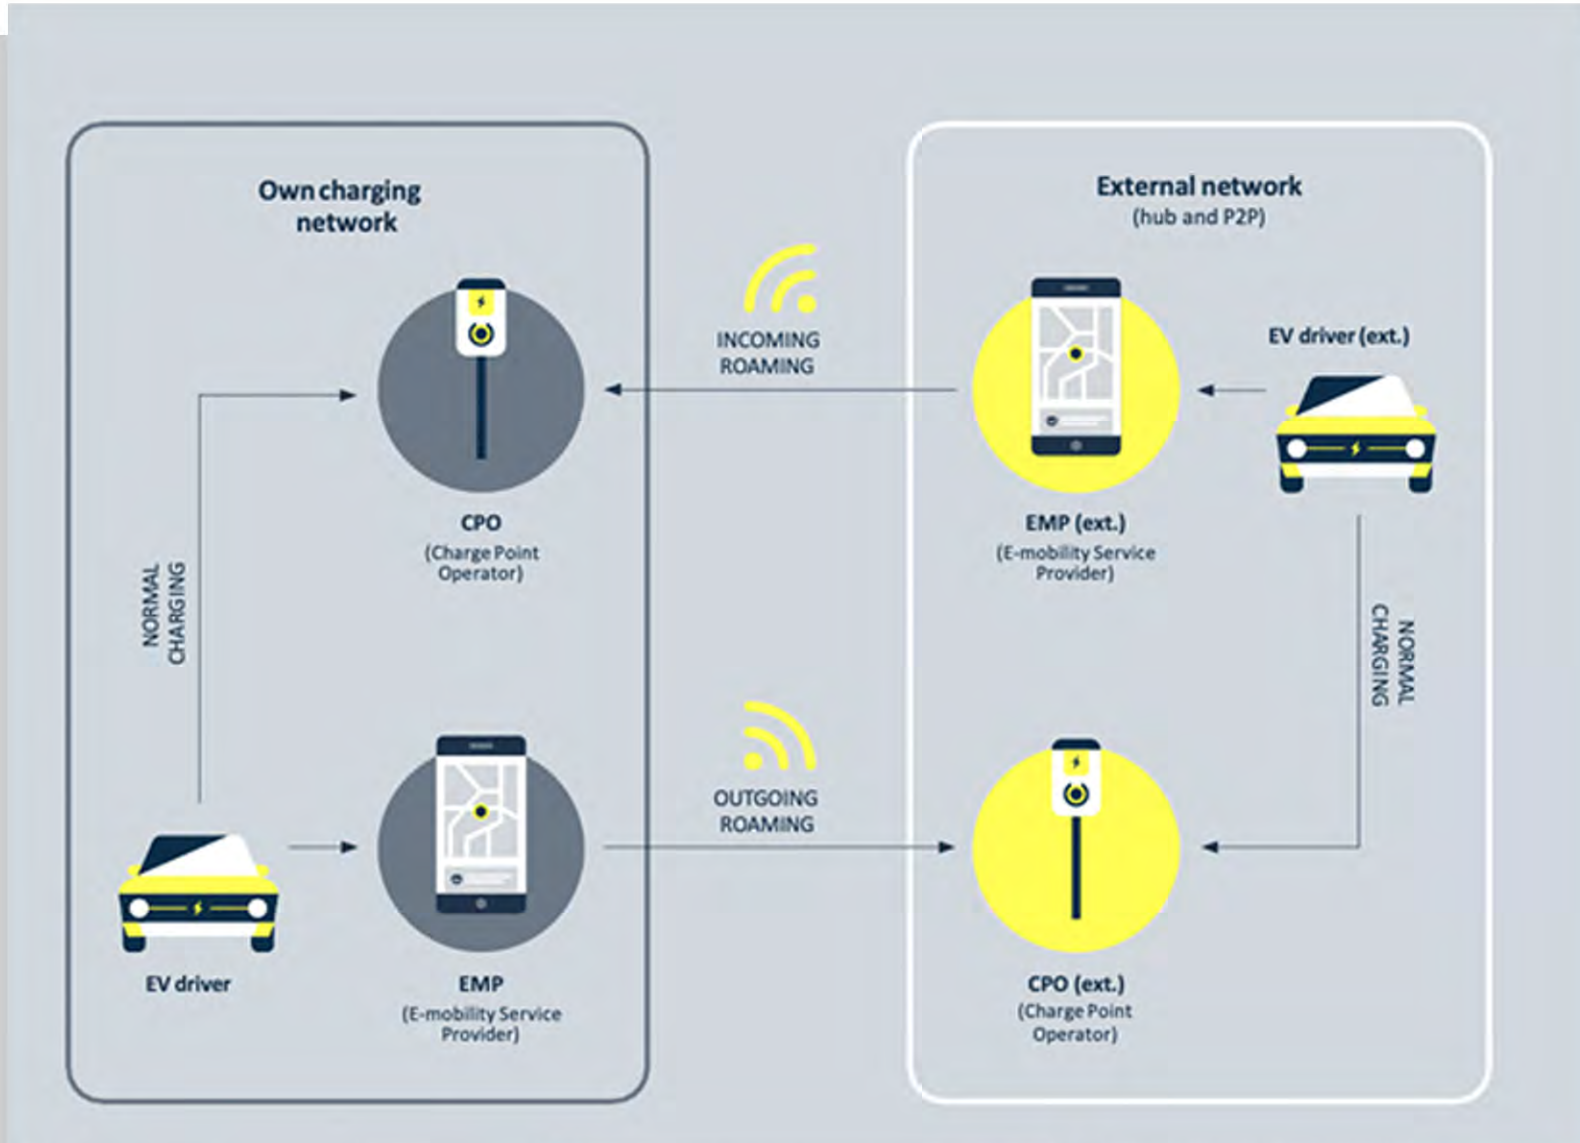 Own charging
network
External network
(hub and P2P)
INCOMING
ROAMING
EV driver (ext.)
CPO
(Charge Point
Operator)
EMP (ext.)
(E-mobility Service
Provider)
NORMAL
CHARGING
NORMAL
CHARGING
OUTGOING
ROAMING
EV driver
EMP
(E-mobility Service
Provider)
CPO (ext.)
(Charge Point
Operator)